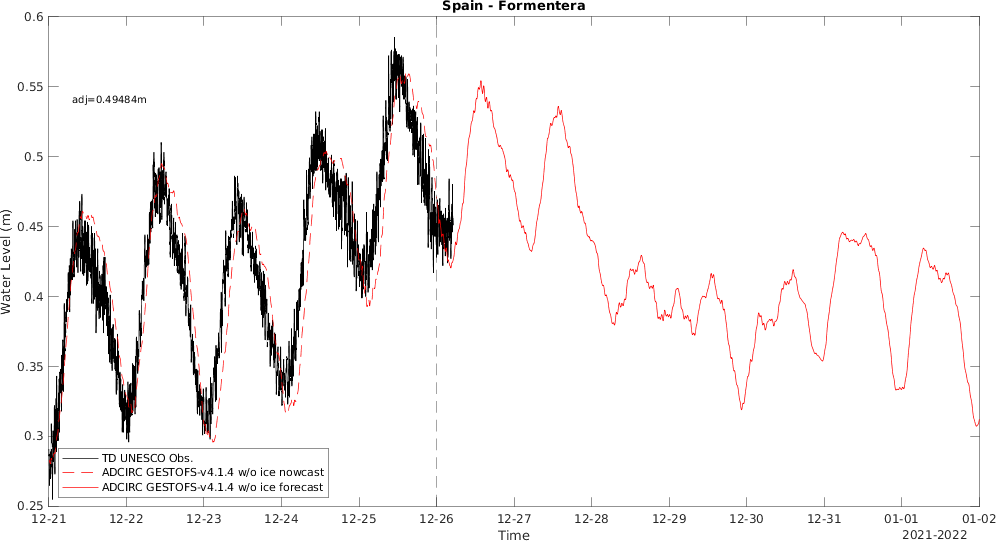 Spain - Formentera
0.6
0.55
0.5
0.45
0.4
0.35
0.3
0.25
Water Level (m)
adj=0.49484m
TD UNESCO Obs.
ADCIRC GESTOFS-v4.1.4 w/o ice nowcast
ADCIRC GESTOFS-v4.1.4 w/o ice forecast
12-21 12-22 12-23 12-24 12-25 12-26 12-27 12-28 12-29 12-30 12-31 01-01 01-02
Time
2021-2022